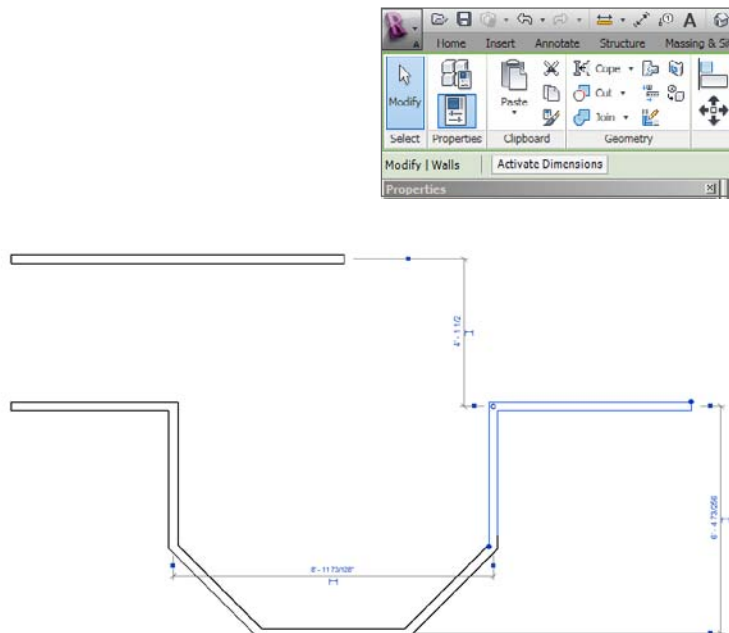 A
Home Insert Annotate Structure Massing & Si
Modify
Paste
Cope
Cut
Join
Select Properties Clipboard Geometry
Modify | Walls Activate Dimensions
Properties
4' - 1 1/2
8' - 11 73/128"
6' - 4 73/256